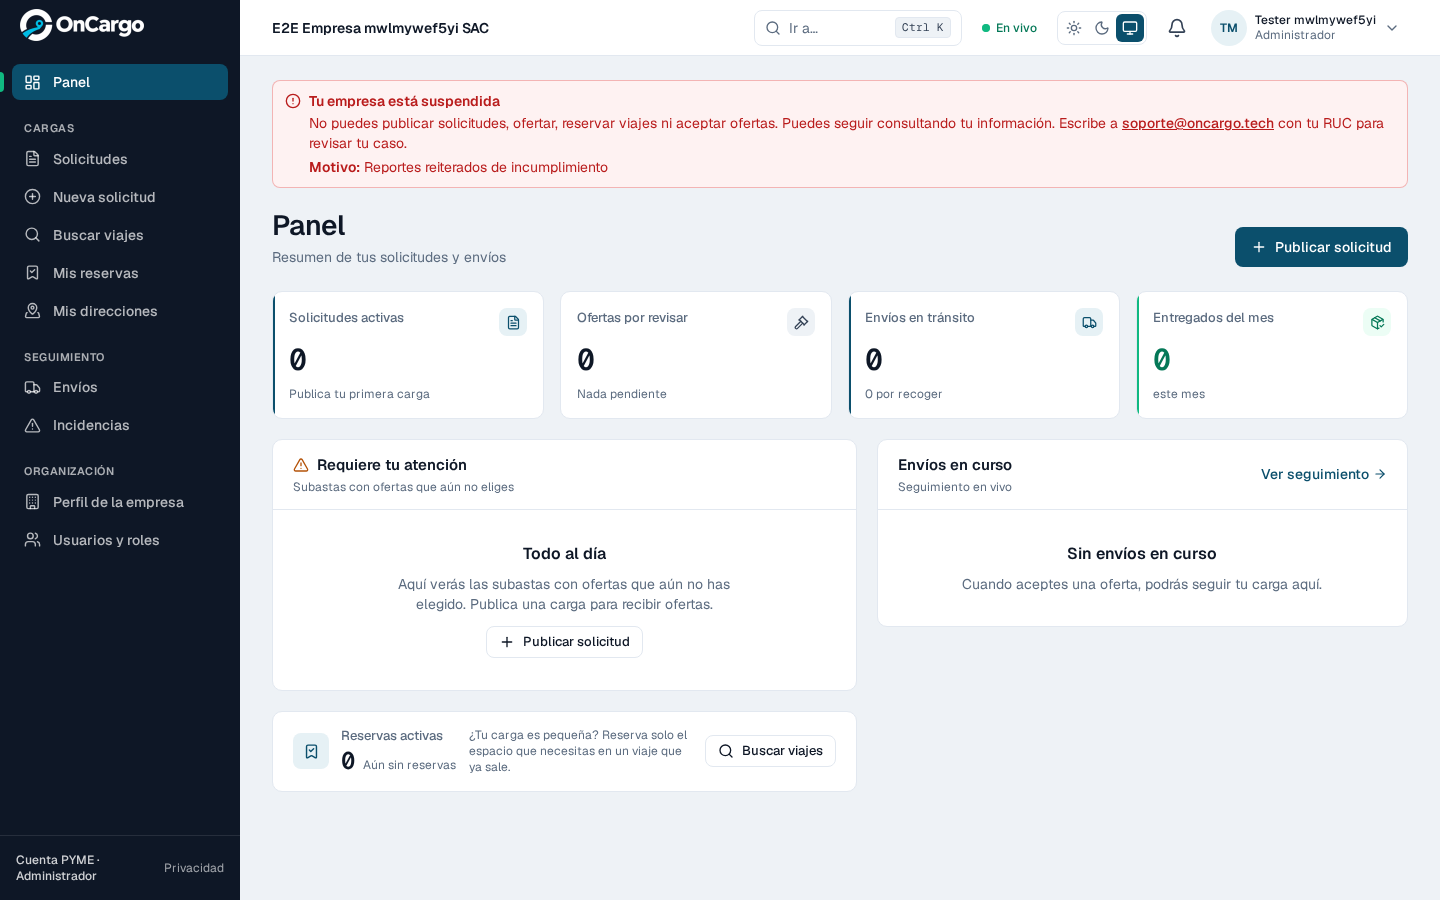 OnCargo
E2E Empresa mwlmywef5yi SAC
Ir a...
Ctrl K
En vivo
TM
Tester mwlmywef5yi
Administrador
Panel
CARGAS
Solicitudes
Nueva solicitud
Buscar viajes
Mis reservas
Mis direcciones
SEGUIMIENTO
Envíos
Incidencias
ORGANIZACIÓN
Perfil de la empresa
Usuarios y roles
Cuenta PYME ·
Administrador
Privacidad
Tu empresa está suspendida
No puedes publicar solicitudes, ofertar, reservar viajes ni aceptar ofertas. Puedes seguir consultando tu información. Escribe a soporte@oncargo.tech con tu RUC para
revisar tu caso.
Motivo: Reportes reiterados de incumplimiento
Panel
Resumen de tus solicitudes y envíos
Publicar solicitud
Solicitudes activas
0
Publica tu primera carga
Ofertas por revisar
0
Nada pendiente
Envíos en tránsito
0
0 por recoger
Entregados del mes
0
este mes
Requiere tu atención
Subastas con ofertas que aún no eliges
Todo al día
Aquí verás las subastas con ofertas que aún no has
elegido. Publica una carga para recibir ofertas.
Publicar solicitud
Envíos en curso
Seguimiento en vivo
Ver seguimiento
Sin envíos en curso
Cuando aceptes una oferta, podrás seguir tu carga aquí.
Reservas activas
0 Aún sin reservas
¿Tu carga es pequeña? Reserva solo el
espacio que necesitas en un viaje que
ya sale.
Buscar viajes